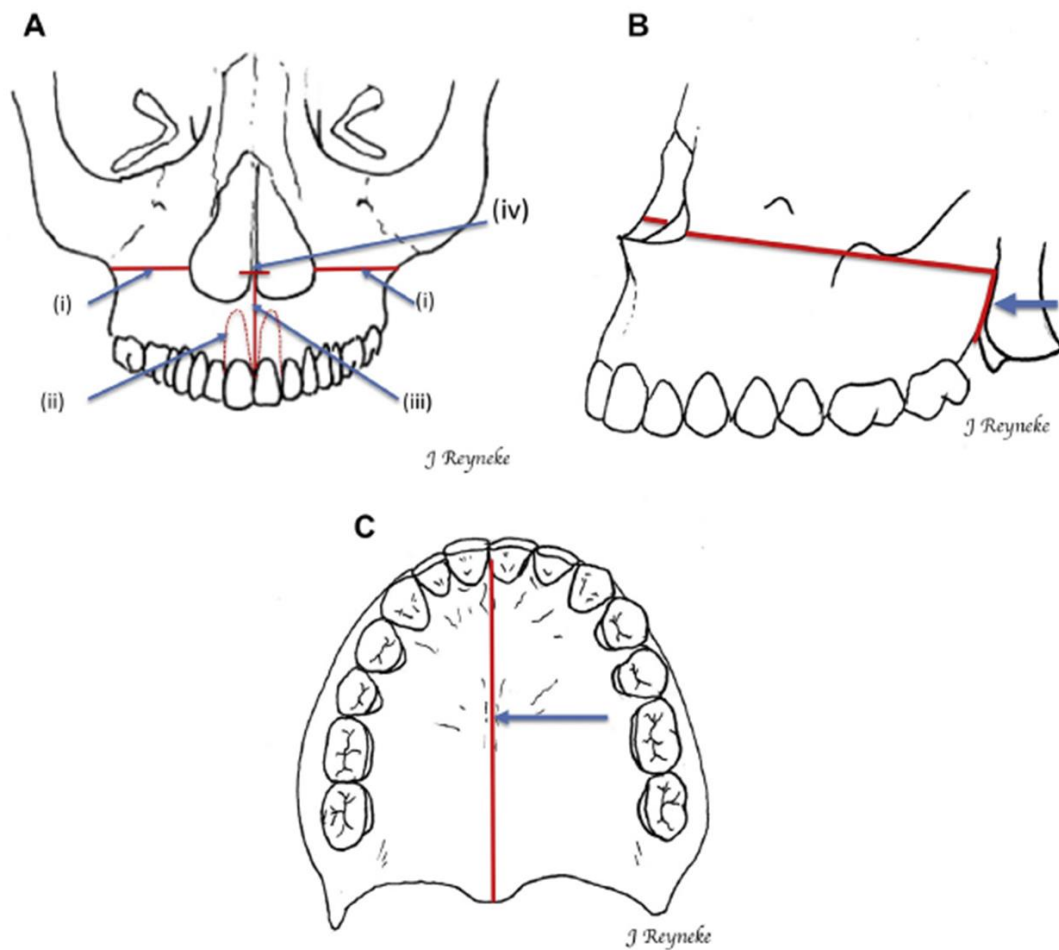 A
B
(iv)
(i)
(i)
(ii)
(iii)
J Reyneke
J Reyneke
C
J Reyneke